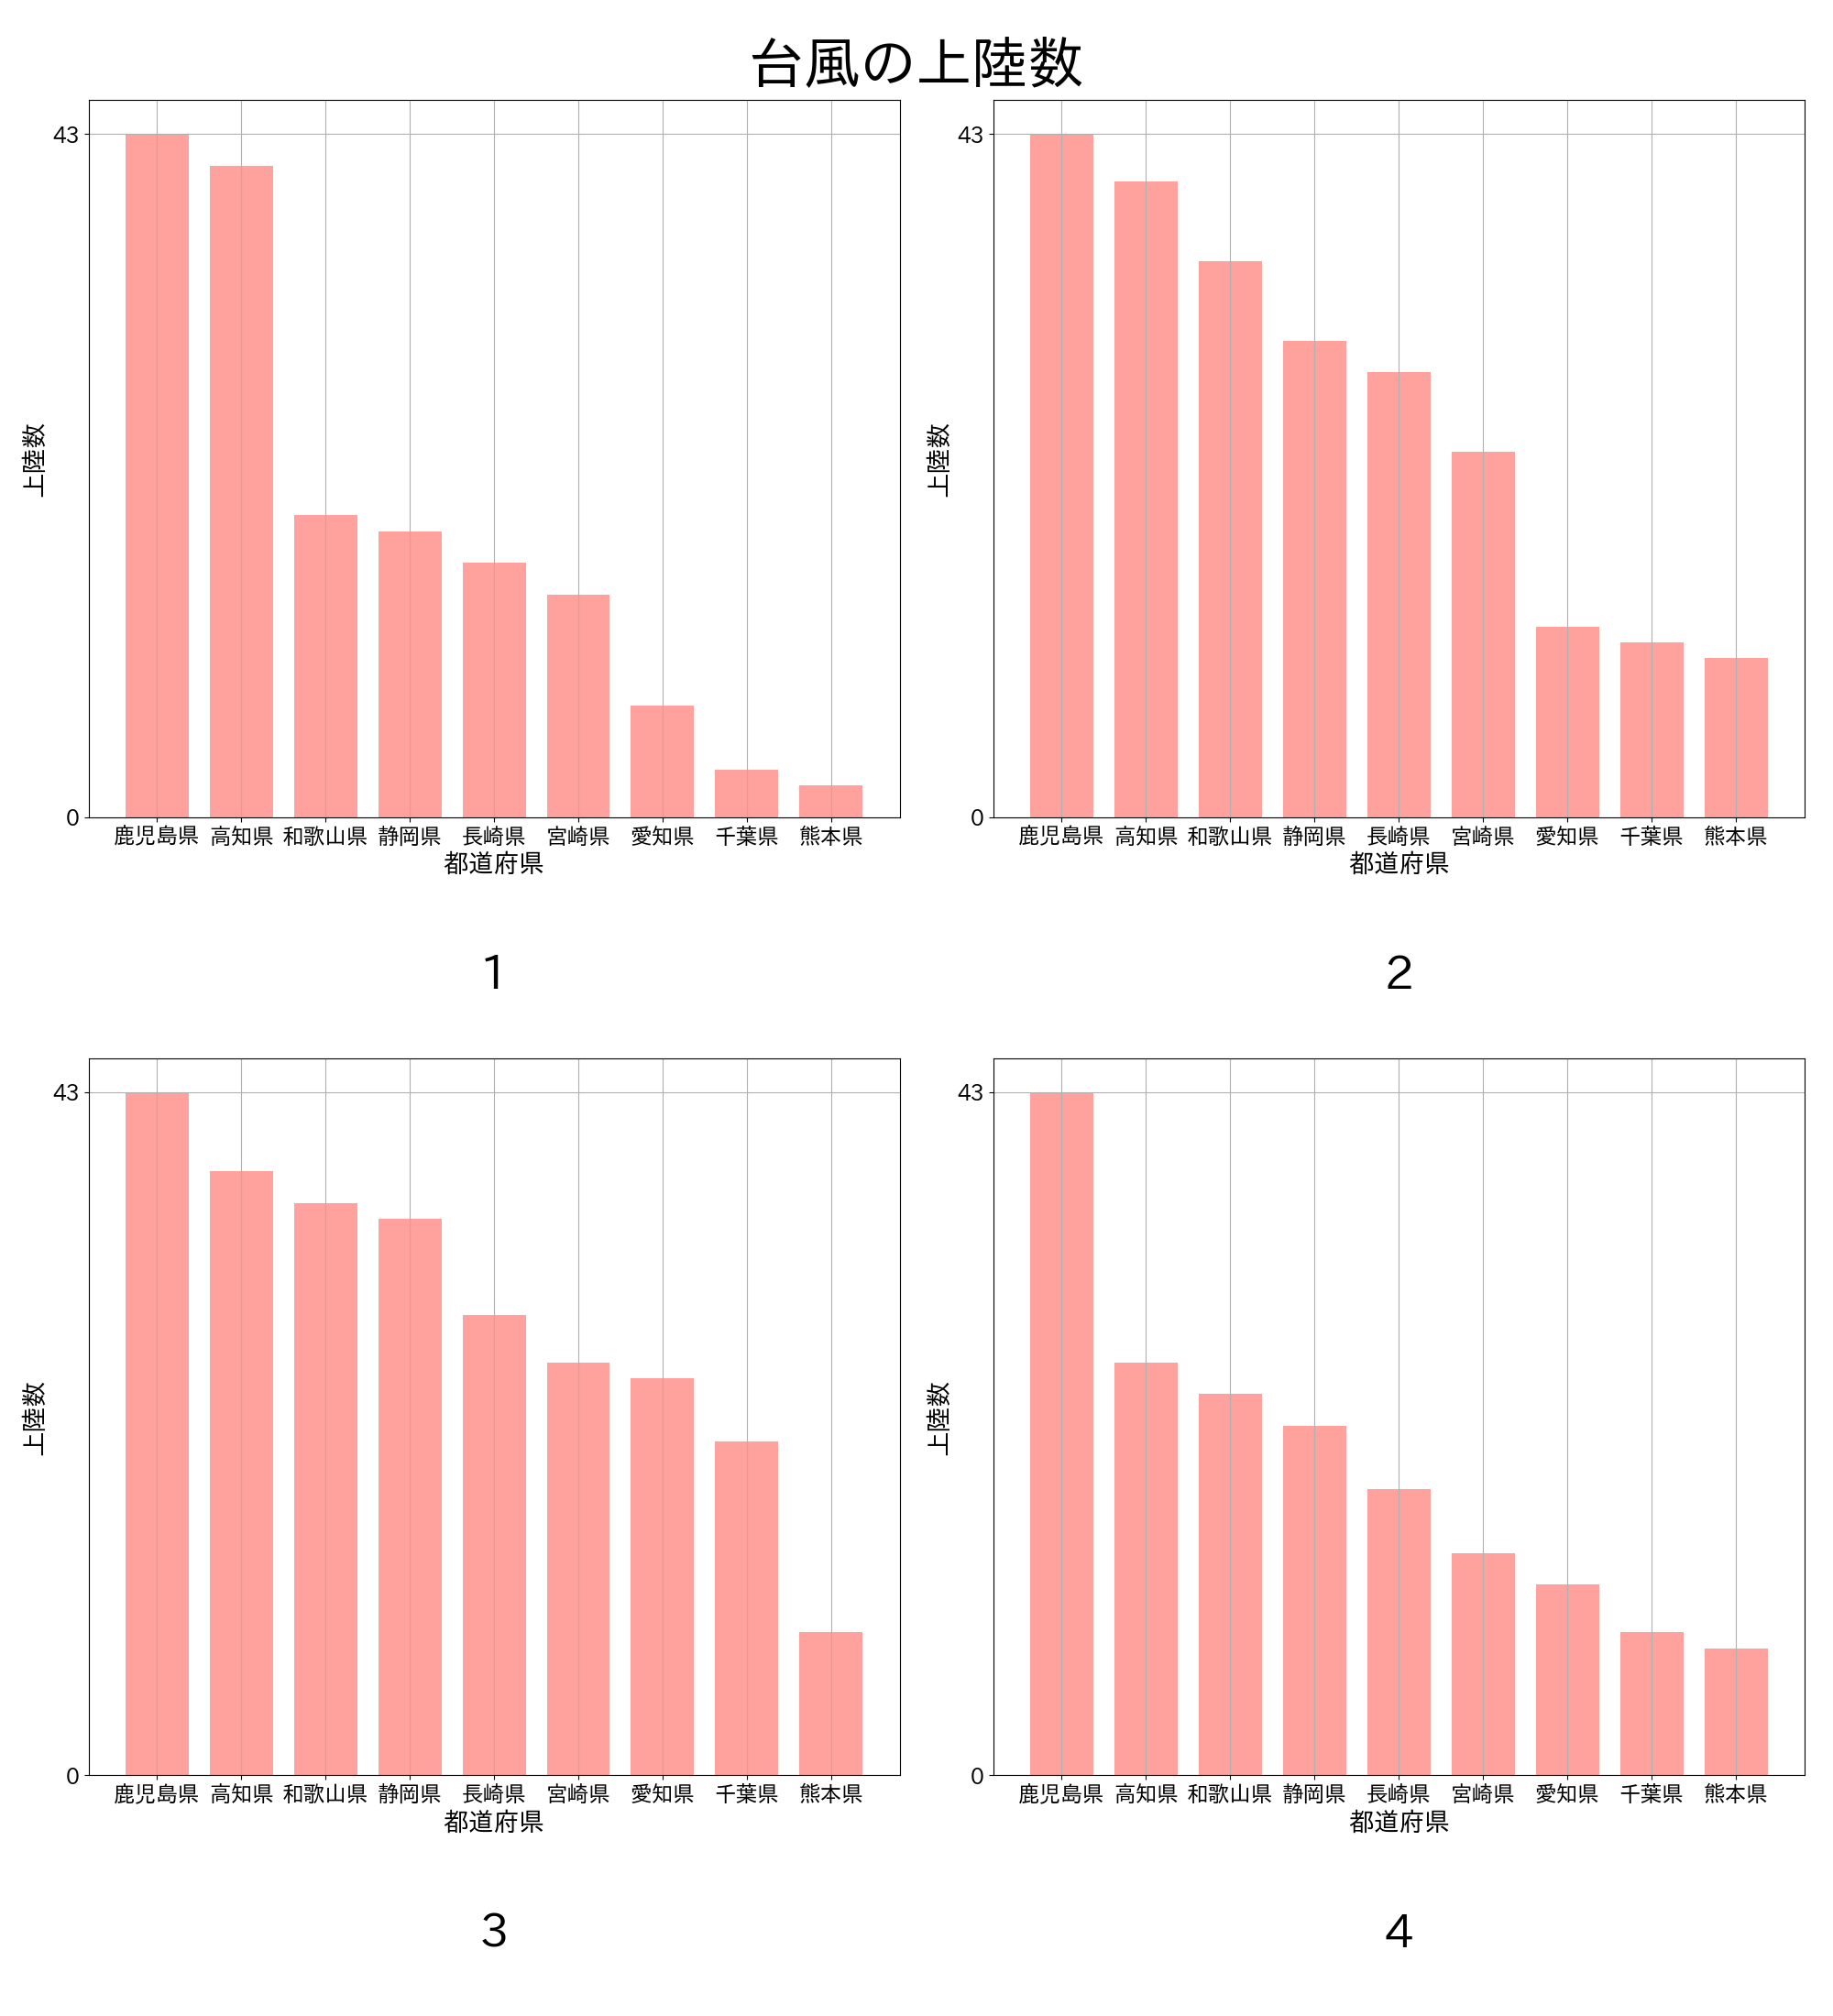 台風の上陸数
43
0
上陸数
鹿児島県 高知県 和歌山県 静岡県 長崎県 宮崎県 愛知県 千葉県 熊本県
都道府県
1
43
0
上陸数
鹿児島県 高知県 和歌山県 静岡県 長崎県 宮崎県 愛知県 千葉県 熊本県
都道府県
2
43
0
上陸数
鹿児島県 高知県 和歌山県 静岡県 長崎県 宮崎県 愛知県 千葉県 熊本県
都道府県
3
43
0
上陸数
鹿児島県 高知県 和歌山県 静岡県 長崎県 宮崎県 愛知県 千葉県 熊本県
都道府県
4